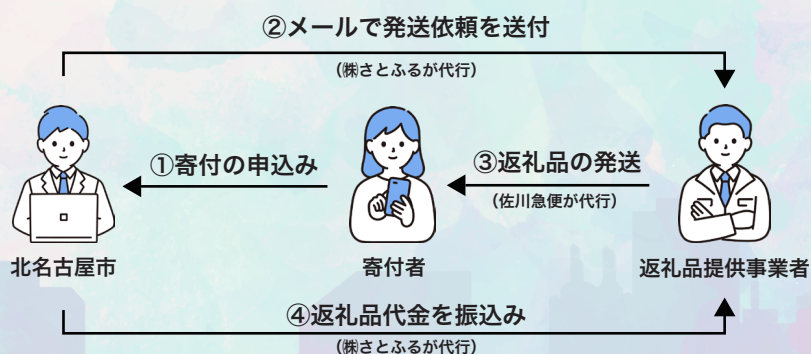 ②メールで発送依頼を送付
（㈱さとふるが代行）
①寄付の申込み
③返礼品の発送
（佐川急便が代行）
北名古屋市
寄付者
返礼品提供事業者
④返礼品代金を振込み
（㈱さとふるが代行）